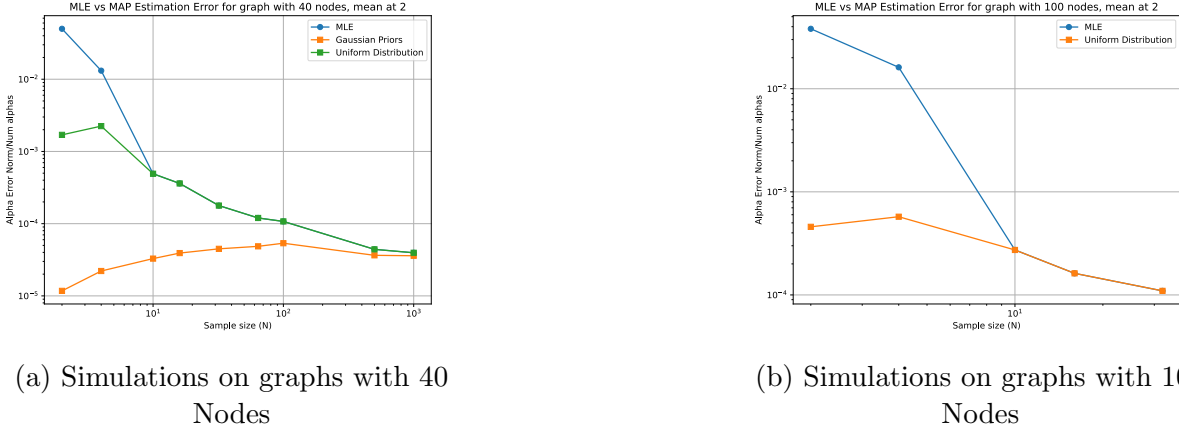 MLE vs MAP Estimation Error for graph with 40 nodes, mean at 2
MLE
Gaussian Priors
Uniform Distribution
10⁻²
10⁻³
10⁻⁴
10⁻⁵
Alpha Error Norm/Num alphas
10¹
10²
10³
Sample size (N)
(a) Simulations on graphs with 40
Nodes
MLE vs MAP Estimation Error for graph with 100 nodes, mean at 2
MLE
Uniform Distribution
10⁻²
10⁻³
10⁻⁴
Alpha Error Norm/Num alphas
10¹
Sample size (N)
(b) Simulations on graphs with 10
Nodes